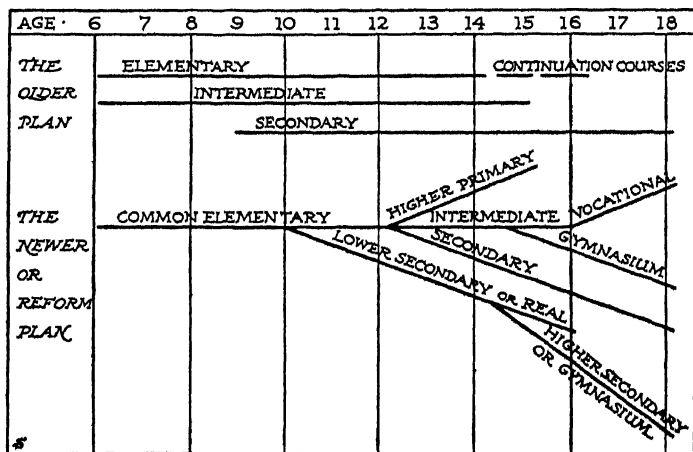 AGE · 6 7 8 9 10 12 13 14 15 16 18
THE ELEMENTARY CONTINUATION COURSES
OLDER INTERMEDIATE
PLAN SECONDARY
HIGHER PRIMARY
VOCATIONAL
THE COMMON ELEMENTARY INTERMEDIATE
NEWER LOWER SECONDARY OR REAL SECONDARY GYMNASIUM
OR
REFORM
PLAN HIGHER SECONDARY
OR GYMNASIUM